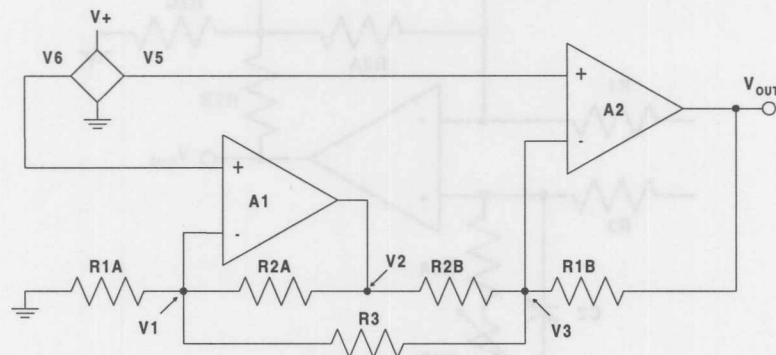 V+
V6
V5
+
-
A2
V_OUT
+
-
A1
R1A
R2A
V2
R2B
R1B
V1
R3
V3